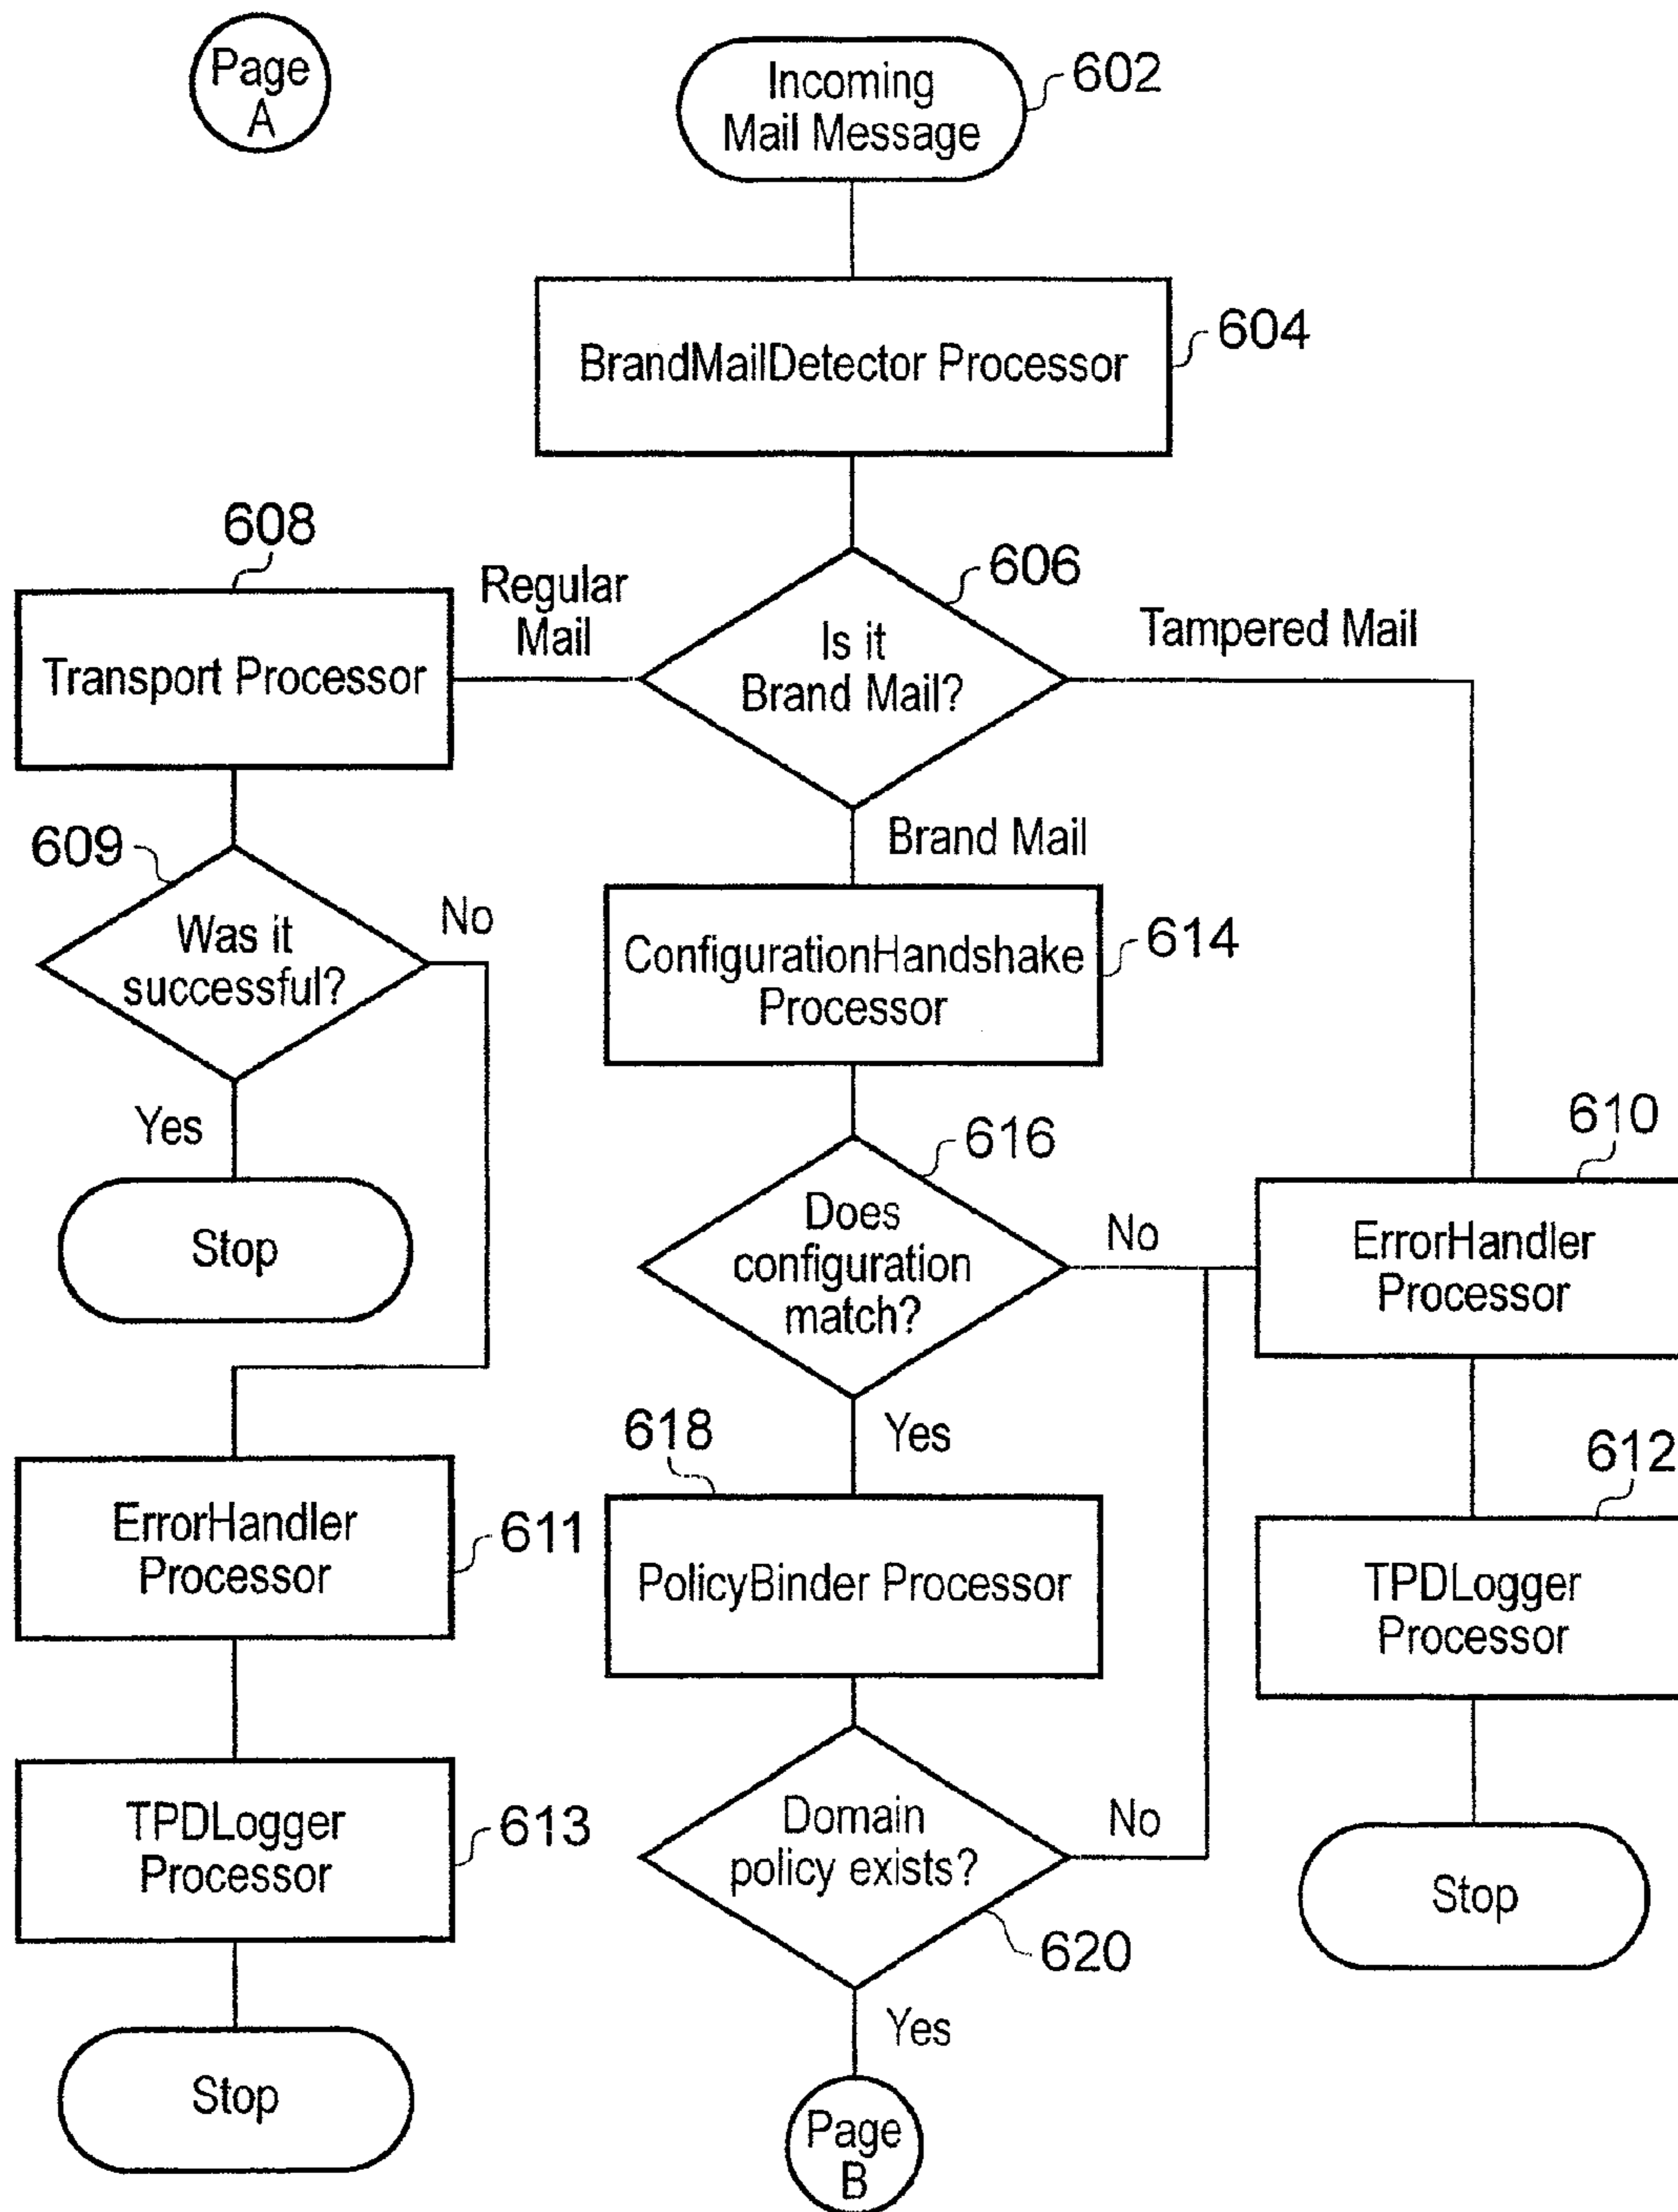 Page
A
Incoming
Mail Message
602
BrandMailDetector Processor
604
608
Regular
Mail
606
Is it
Brand Mail?
Tampered Mail
Transport Processor
Brand Mail
609
Was it
successful?
No
ConfigurationHandshake
Processor
614
Yes
Stop
616
Does
configuration
match?
No
610
ErrorHandler
Processor
Yes
618
ErrorHandler
Processor
611
PolicyBinder Processor
612
TPDLogger
Processor
TPDLogger
Processor
613
Domain
policy exists?
No
620
Stop
Yes
Stop
Page
B